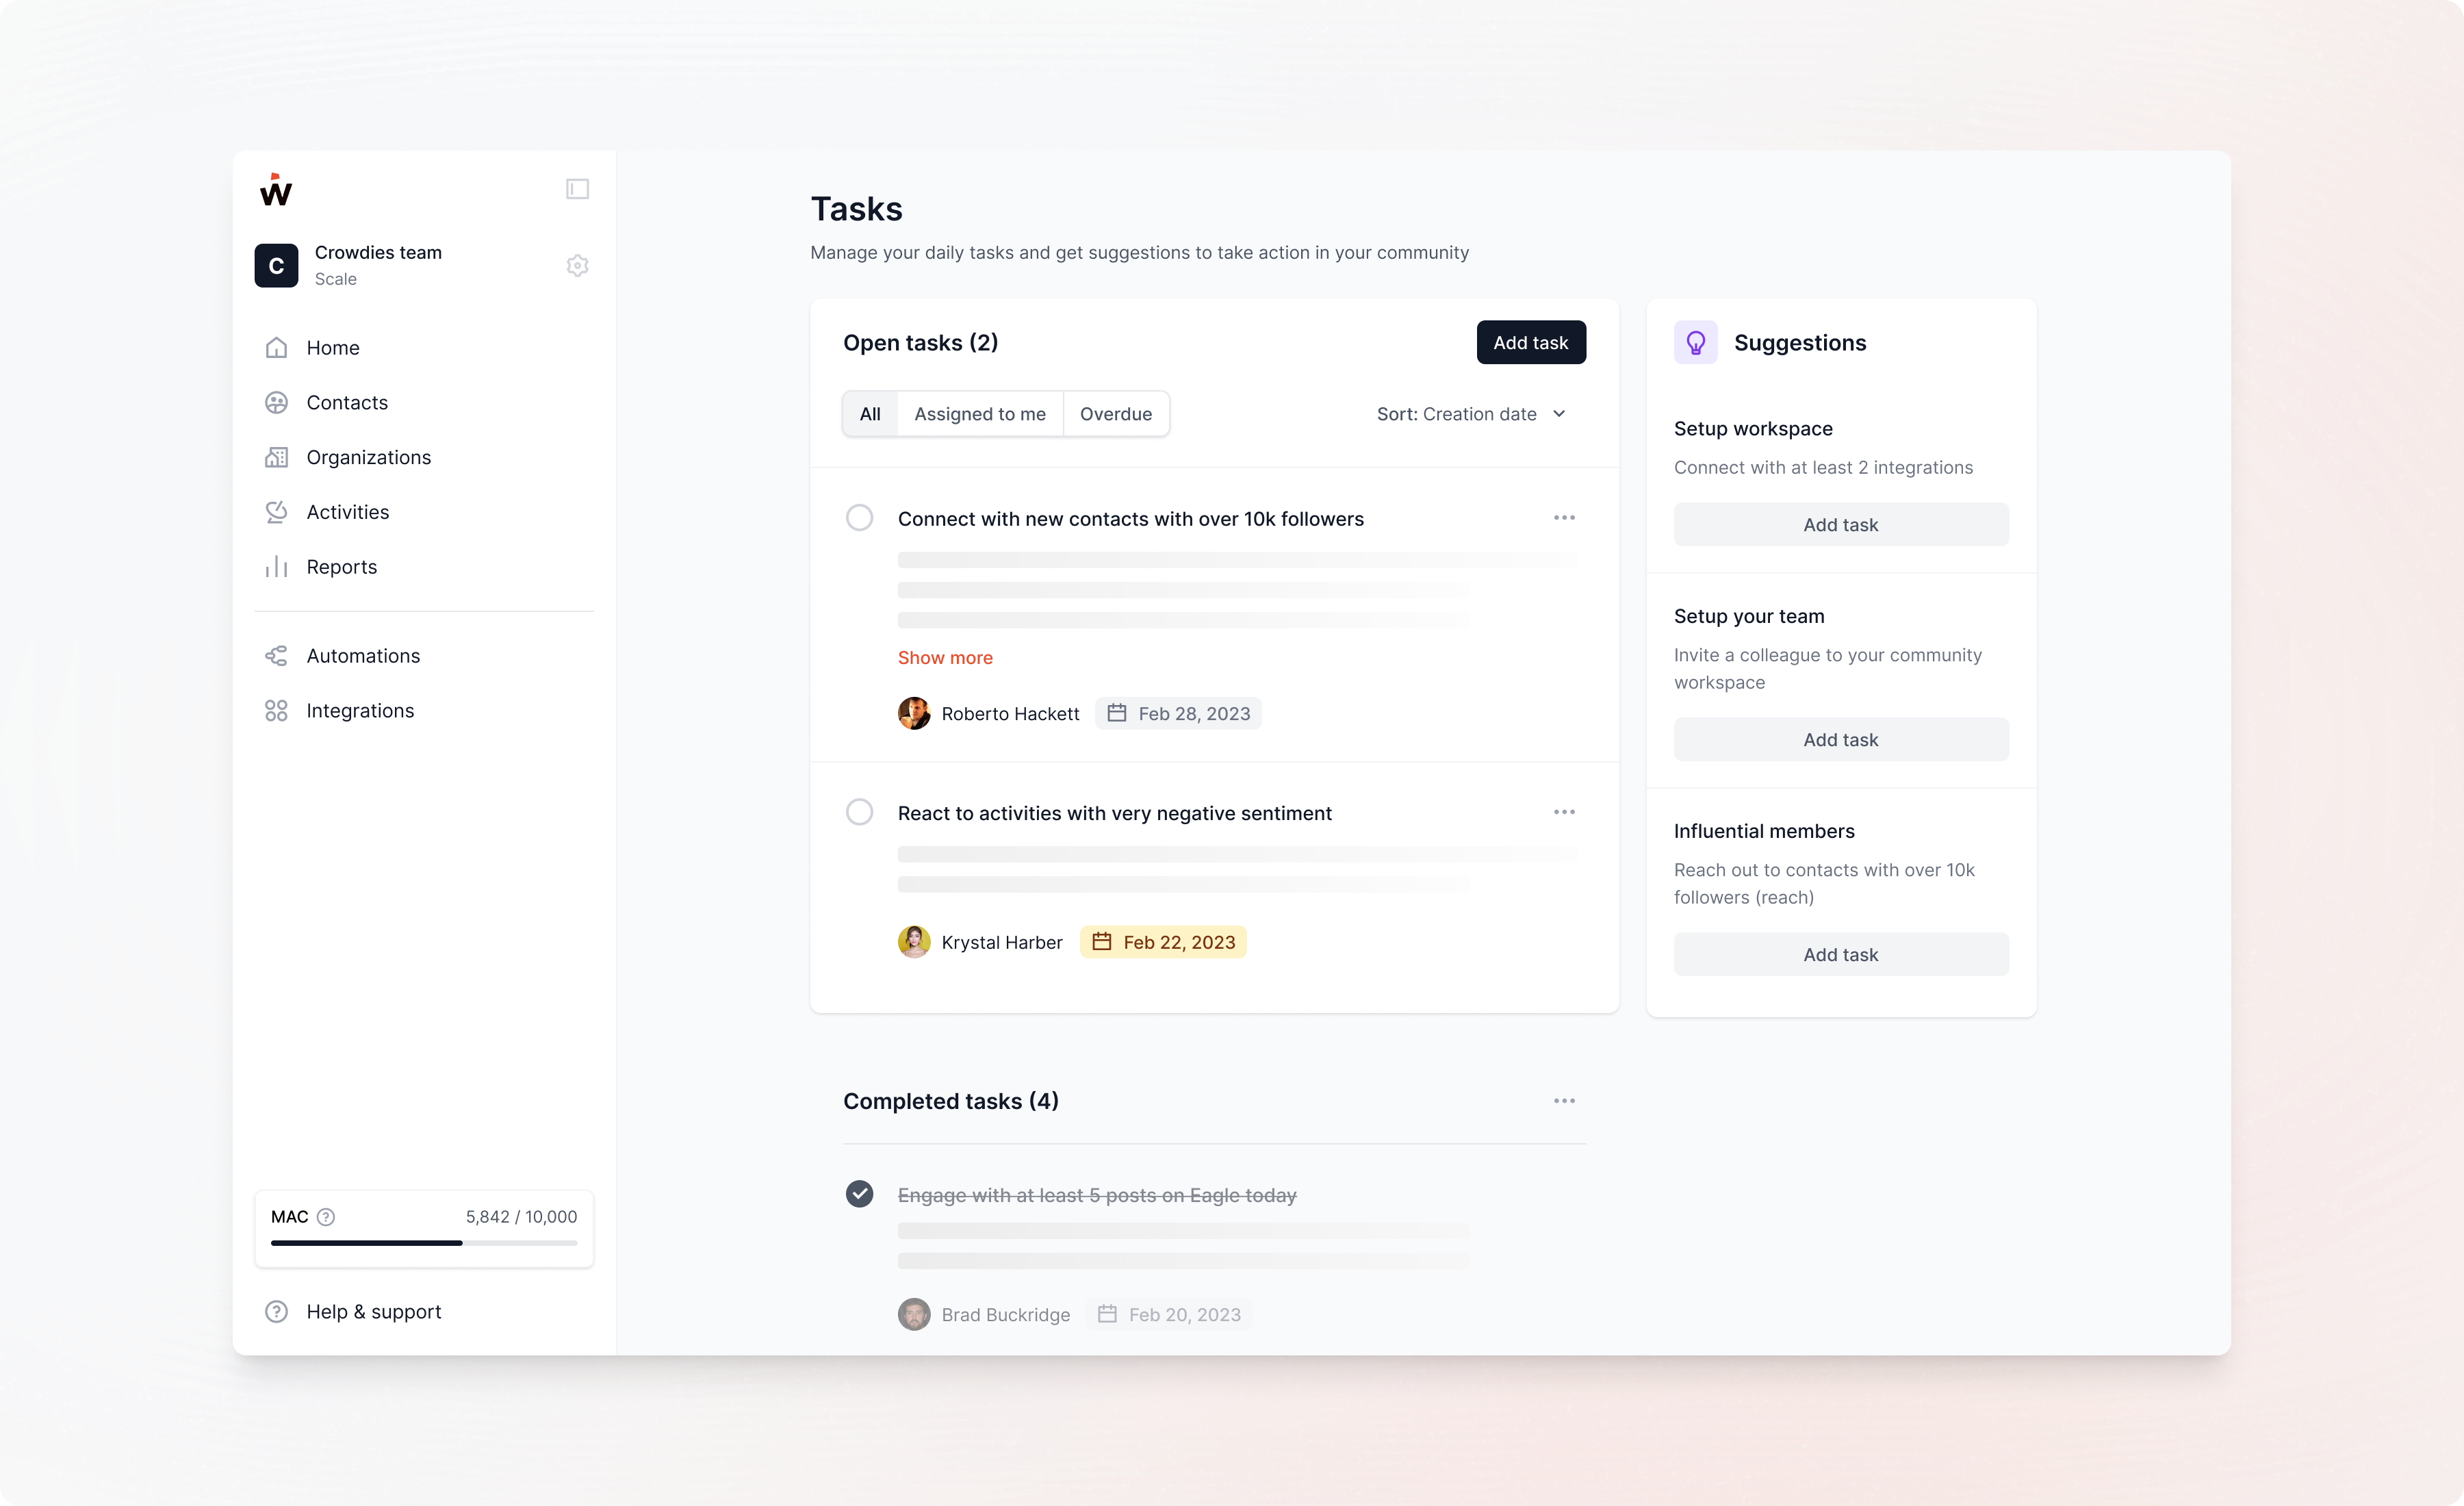 w
C
Crowdies team
Scale
Home
Contacts
Organizations
Activities
Reports
Automations
Integrations
MAC
5,842 / 10,000
Help & support
Tasks
Manage your daily tasks and get suggestions to take action in your community
Open tasks (2)
Add task
All
Assigned to me
Overdue
Sort: Creation date
Connect with new contacts with over 10k followers
Show more
Roberto Hackett
Feb 28, 2023
React to activities with very negative sentiment
Krystal Harber
Feb 22, 2023
Completed tasks (4)
Engage with at least 5 posts on Eagle today
Brad Buckridge
Feb 20, 2023
Suggestions
Setup workspace
Connect with at least 2 integrations
Add task
Setup your team
Invite a colleague to your community
workspace
Add task
Influential members
Reach out to contacts with over 10k
followers (reach)
Add task